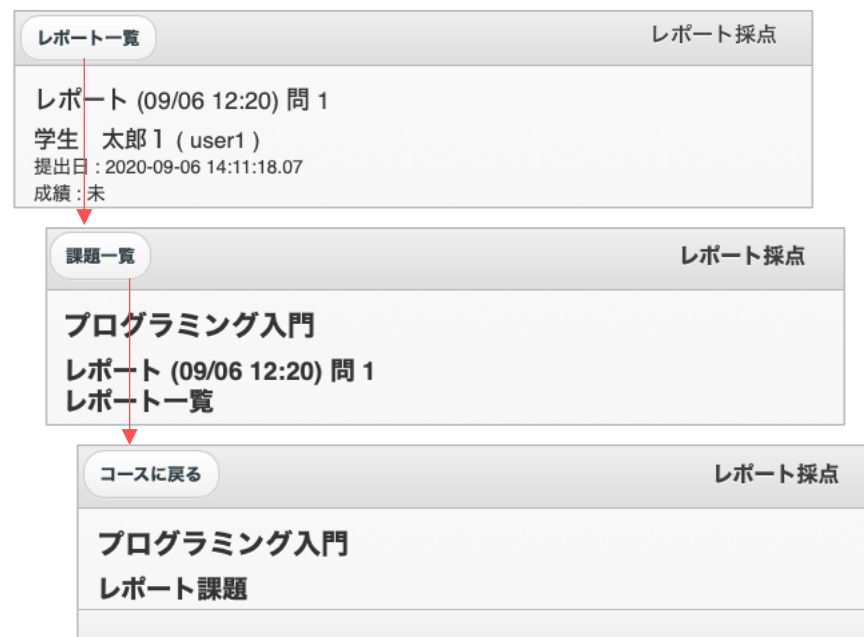 レポート一覧 レポート採点
レポート (09/06 12:20) 問 1
学生　太郎１ ( user1 )
提出日 : 2020-09-06 14:11:18.07
成績 : 未
課題一覧 レポート採点
プログラミング入門
レポート (09/06 12:20) 問 1
レポート一覧
コースに戻る レポート採点
プログラミング入門
レポート課題